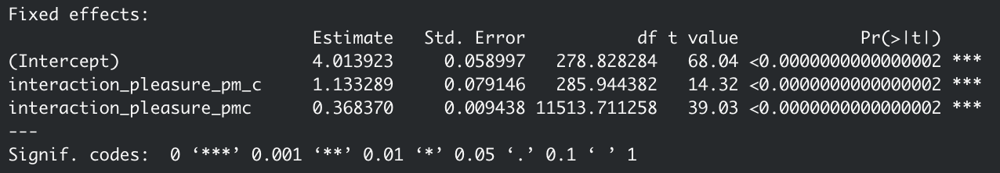 Fixed effects:
Estimate Std. Error df t value Pr(>|t|)
(Intercept) 4.013923 0.058997 278.828284 68.04 <0.0000000000000002 ***
interaction_pleasure_pm_c 1.133289 0.079146 285.944382 14.32 <0.0000000000000002 ***
interaction_pleasure_pmc 0.368370 0.009438 11513.711258 39.03 <0.0000000000000002 ***
---
Signif. codes: 0 ‘***’ 0.001 ‘**’ 0.01 ‘*’ 0.05 ‘.’ 0.1 ‘ ’ 1